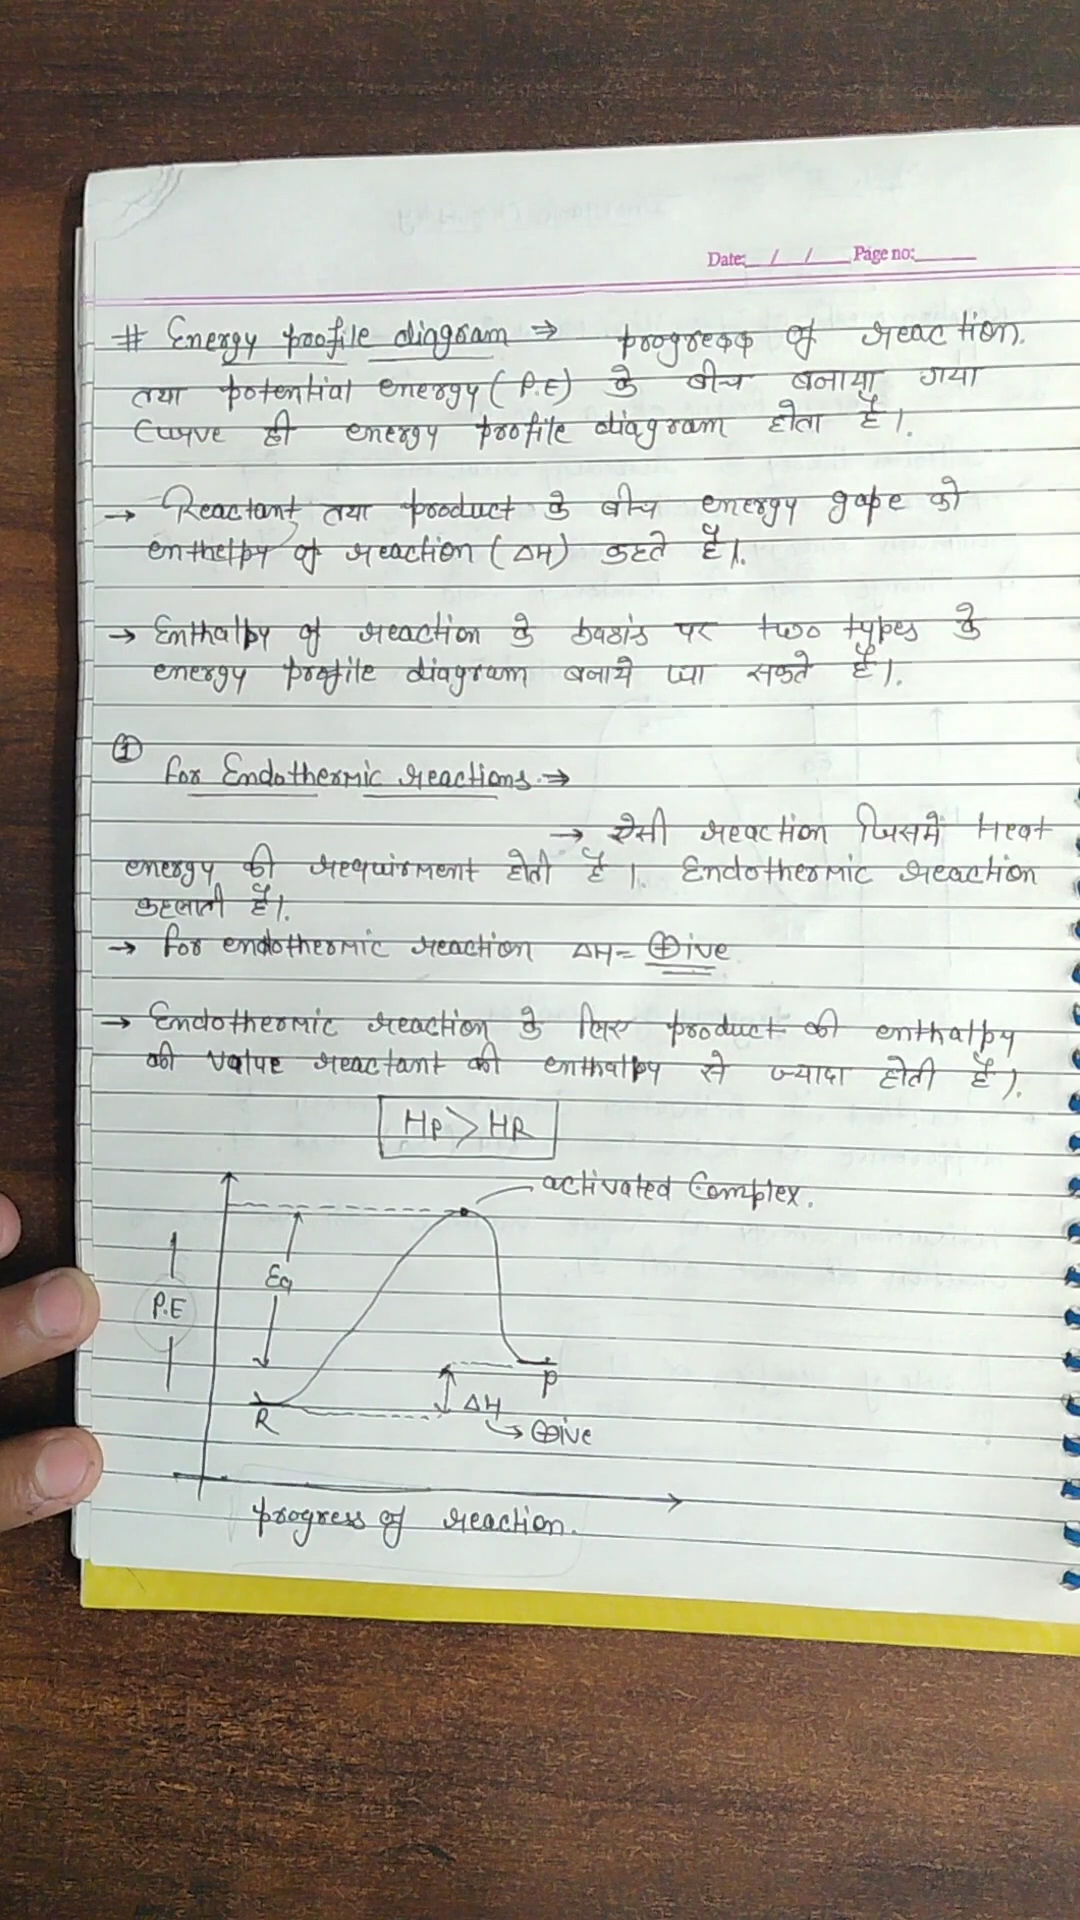 Date: / / Page no:
# Energy profile diagram ⇒ progress of reaction.
तथा potential energy ( P.E) के बीच बनाया गया
Curve ही energy profile diagram होता है।.
→ Reactant तथा product के बीच energy gape को
enthelpy of reaction ( ΔH) कहते है।.
→ Enthalpy of reaction के basis पर two types के
energy profile diagram बनाये जा सकते है।.
① for Endothermic reactions. ⇒
→ ऐसी reaction जिसमें Heat
energy की requirment होती है।. Endothermic reaction
कहलाती है।.
→ for endothermic reaction ΔH= ⊕ive
→ Endothermic reaction के लिए product की enthalpy
की value reactant की enthalpy से ज्यादा होती है।.
HP > HR
activated Complex.
Ea
P.E
P
ΔH
R
→ ⊕ive
progress of reaction.